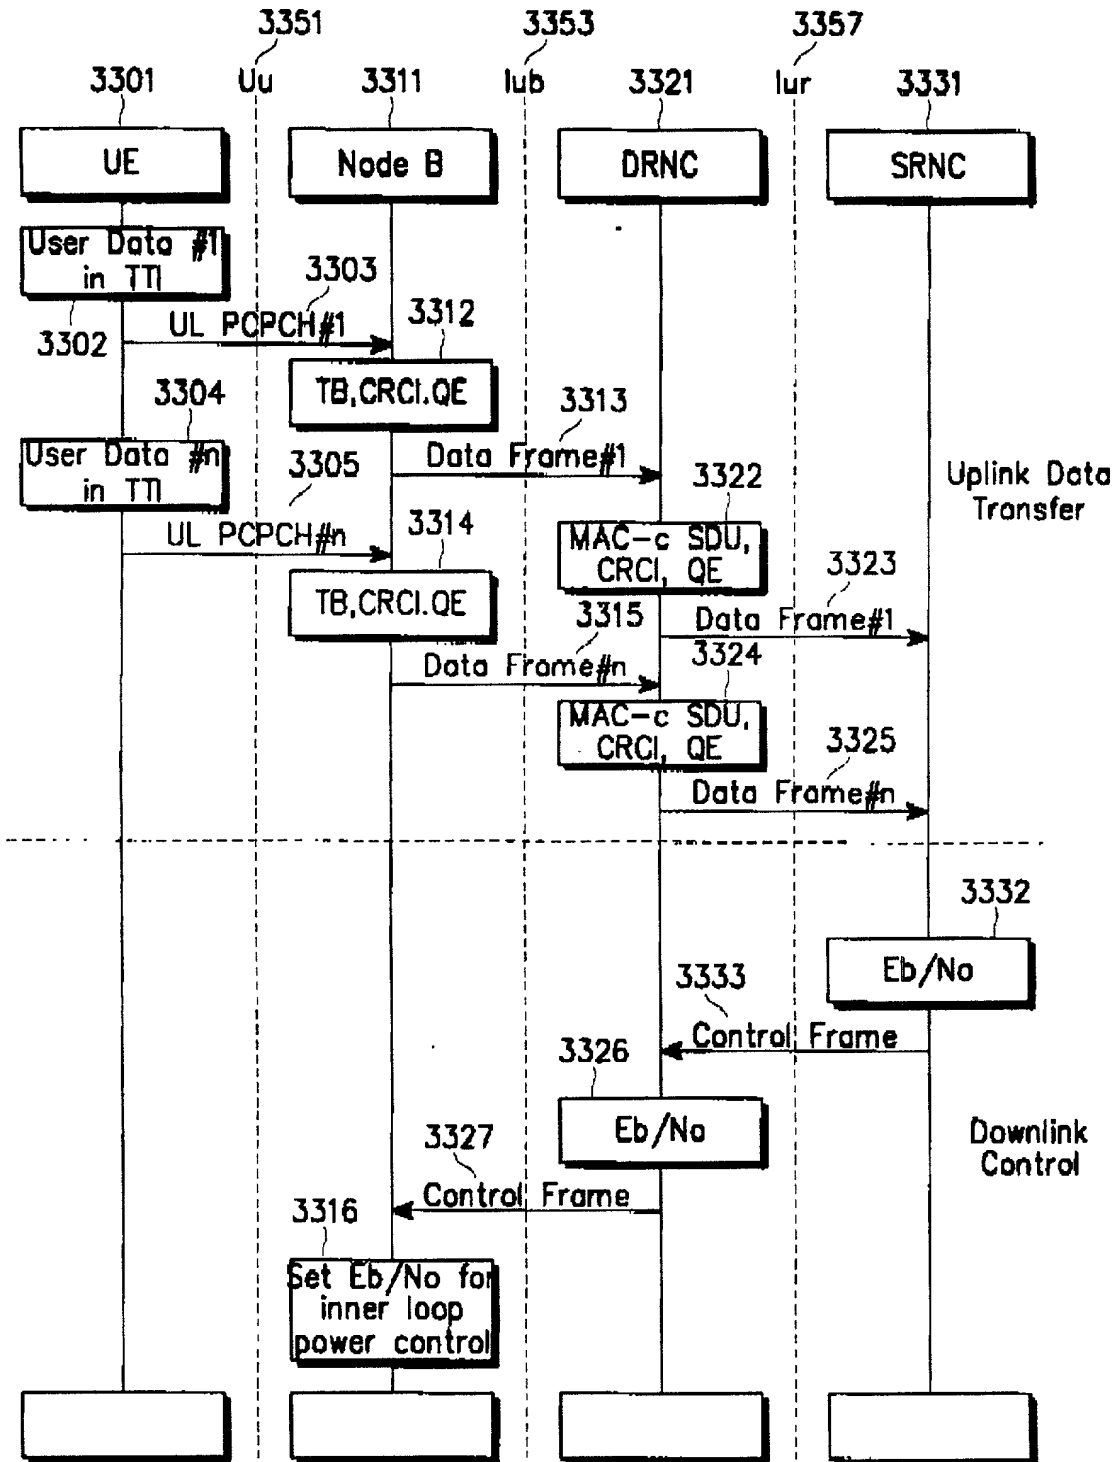 3351 3353 3357
3301 Uu 3311 Iub 3321 Iur 3331
UE Node B DRNC SRNC
User Data #1
in TTI
3302
3303
UL PCPCH#1
3312
TB,CRCI.QE
3304
User Data #n
in TTI
3313
Data Frame#1
3305
UL PCPCH#n
3314
TB,CRCI.QE
3322
MAC-c SDU,
CRCI, QE
Uplink Data
Transfer
3323
Data Frame#1
3315
Data Frame#n
3324
MAC-c SDU,
CRCI, QE
3325
Data Frame#n
3332
Eb/No
3333
Control Frame
3326
Eb/No
Downlink
Control
3327
Control Frame
3316
Set Eb/No for
inner loop
power control